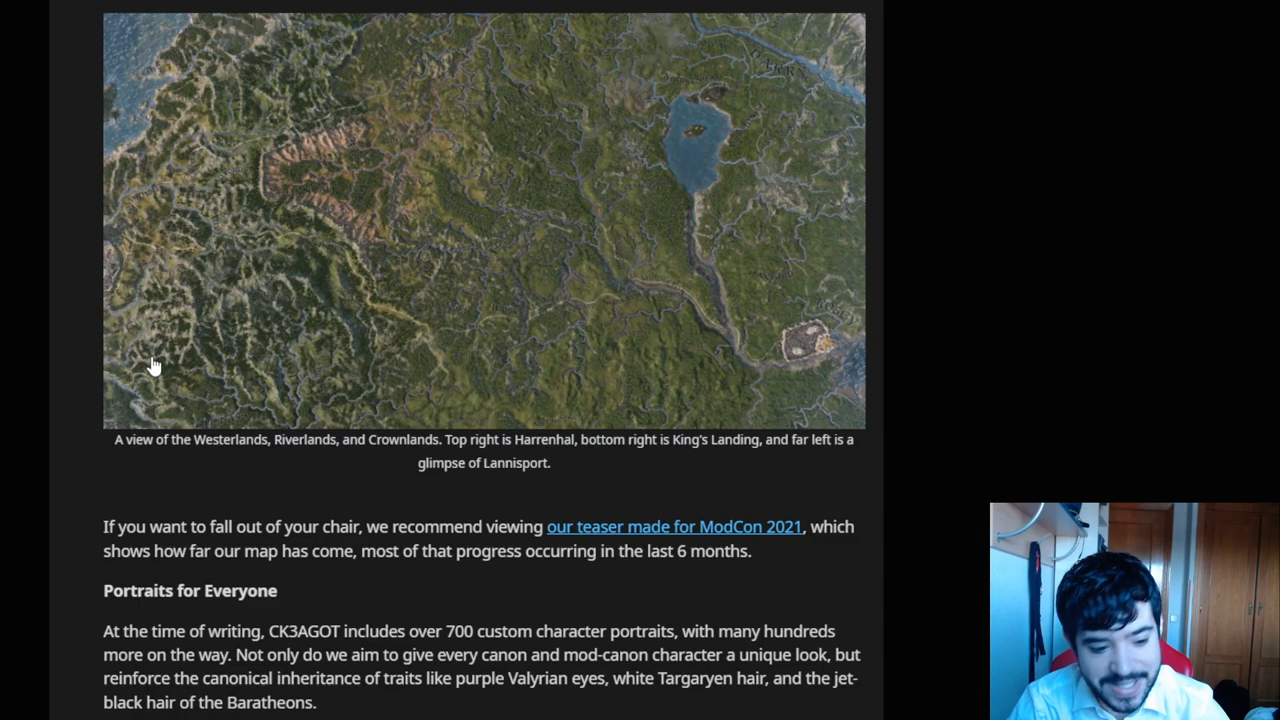 A view of the Westerlands, Riverlands, and Crownlands. Top right is Harrenhal, bottom right is King's Landing, and far left is a
glimpse of Lannisport.
If you want to fall out of your chair, we recommend viewing our teaser made for ModCon 2021, which
shows how far our map has come, most of that progress occurring in the last 6 months.
Portraits for Everyone
At the time of writing, CK3AGOT includes over 700 custom character portraits, with many hundreds
more on the way. Not only do we aim to give every canon and mod-canon character a unique look, but
reinforce the canonical inheritance of traits like purple Valyrian eyes, white Targaryen hair, and the jet-
black hair of the Baratheons.